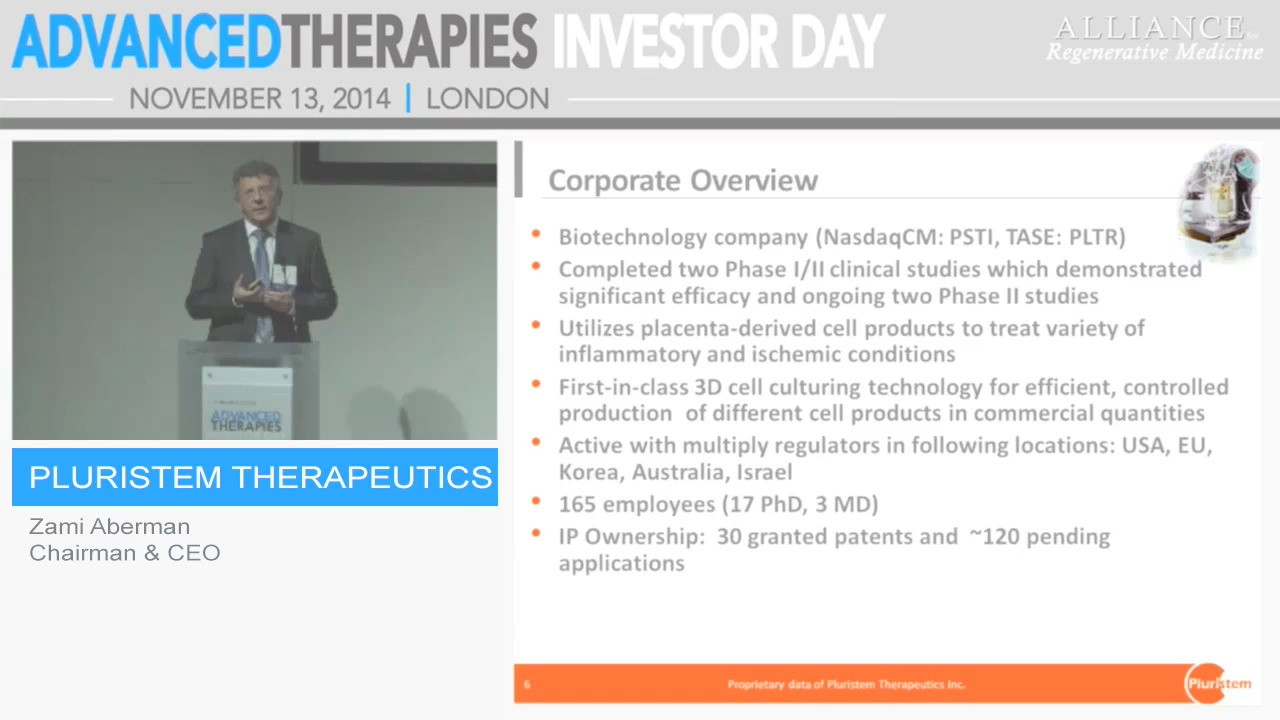 ADVANCEDTHERAPIES INVESTOR DAY
ALLIANCE for
Regenerative Medicine
NOVEMBER 13, 2014 | LONDON
ADVANCED
THERAPIES
PLURISTEM THERAPEUTICS
Zami Aberman
Chairman & CEO
Corporate Overview
• Biotechnology company (NasdaqCM: PSTI, TASE: PLTR)
• Completed two Phase I/II clinical studies which demonstrated
significant efficacy and ongoing two Phase II studies
• Utilizes placenta-derived cell products to treat variety of
inflammatory and ischemic conditions
• First-in-class 3D cell culturing technology for efficient, controlled
production of different cell products in commercial quantities
• Active with multiply regulators in following locations: USA, EU,
Korea, Australia, Israel
• 165 employees (17 PhD, 3 MD)
• IP Ownership: 30 granted patents and ~120 pending
applications
6
Proprietary data of Pluristem Therapeutics Inc.
Pluristem